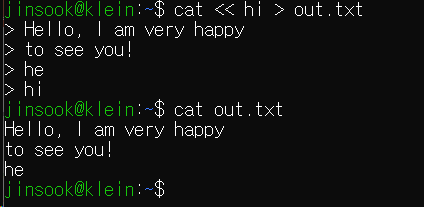 jinsook@klein:~$ cat << hi > out.txt
> Hello, I am very happy
> to see you!
> he
> hi
jinsook@klein:~$ cat out.txt
Hello, I am very happy
to see you!
he
jinsook@klein:~$